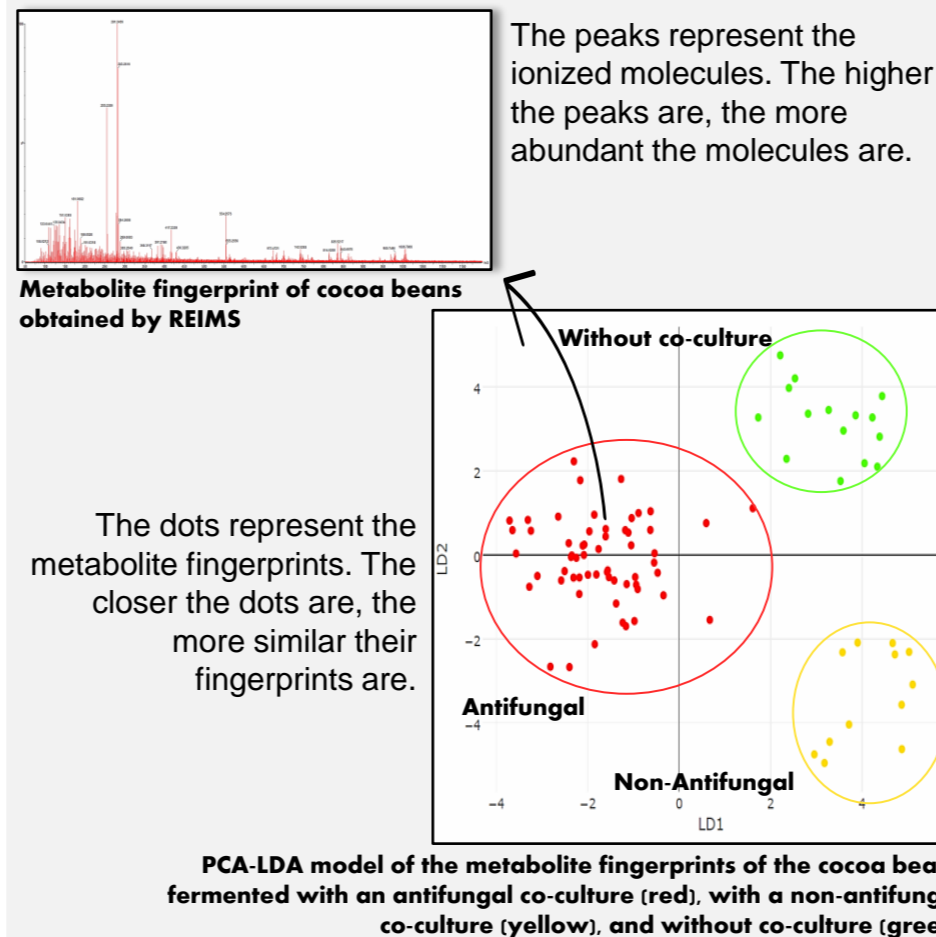 The peaks represent the
ionized molecules. The higher
the peaks are, the more
abundant the molecules are.
Metabolite fingerprint of cocoa beans
obtained by REIMS
Without co-culture
4
2
0
−2
−4
LD2
The dots represent the
metabolite fingerprints. The
closer the dots are, the
more similar their
fingerprints are.
Antifungal
Non-Antifungal
−4
−2
0
2
4
LD1
PCA-LDA model of the metabolite fingerprints of the cocoa bea
fermented with an antifungal co-culture (red), with a non-antifung
co-culture (yellow), and without co-culture (gree